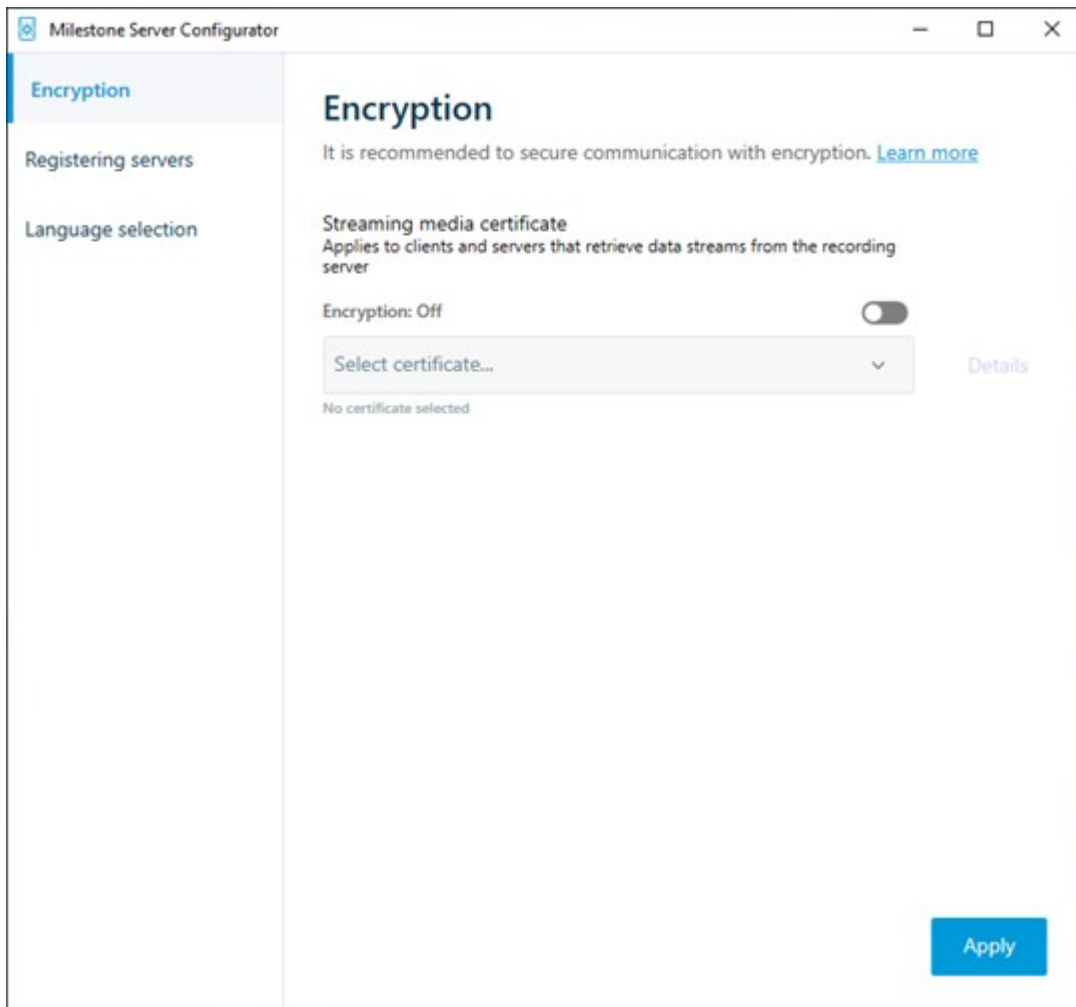 Milestone Server Configurator
Encryption
Registering servers
Language selection
Encryption
It is recommended to secure communication with encryption. Learn more
Streaming media certificate
Applies to clients and servers that retrieve data streams from the recording
server
Encryption: Off
Select certificate...
Details
No certificate selected
Apply